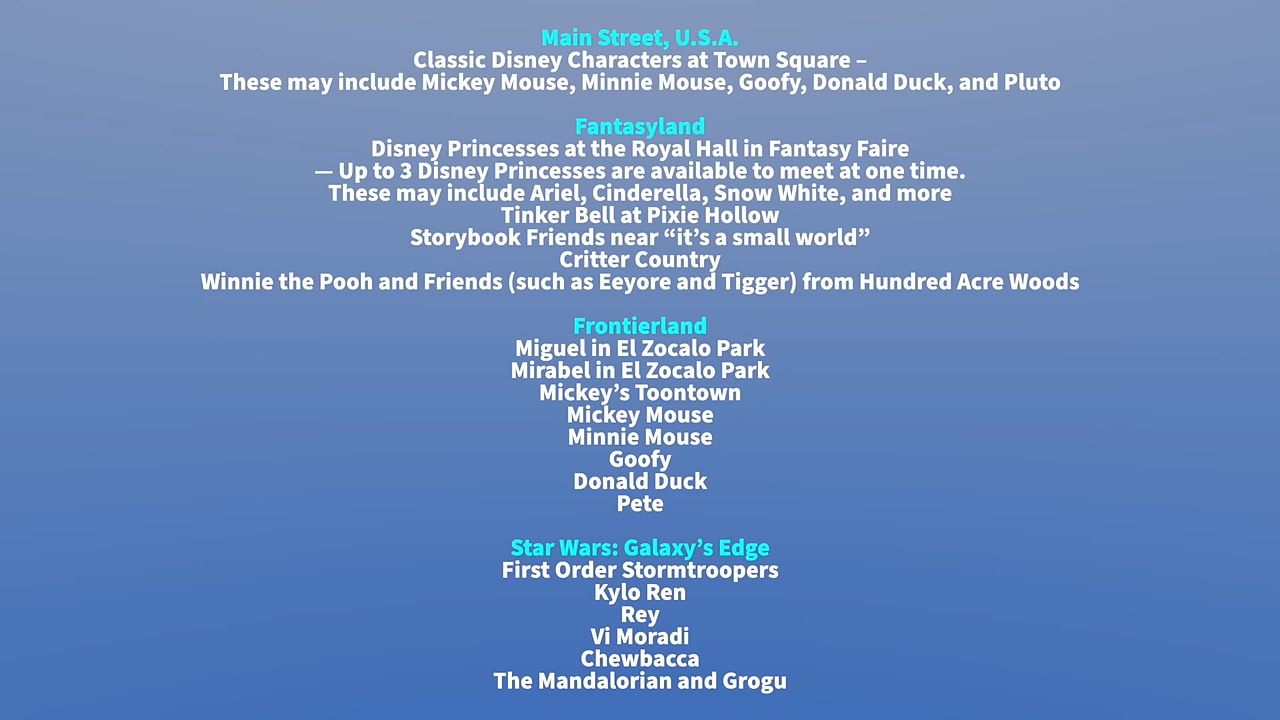 Main Street, U.S.A.
Classic Disney Characters at Town Square –
These may include Mickey Mouse, Minnie Mouse, Goofy, Donald Duck, and Pluto
Fantasyland
Disney Princesses at the Royal Hall in Fantasy Faire
— Up to 3 Disney Princesses are available to meet at one time.
These may include Ariel, Cinderella, Snow White, and more
Tinker Bell at Pixie Hollow
Storybook Friends near “it’s a small world”
Critter Country
Winnie the Pooh and Friends (such as Eeyore and Tigger) from Hundred Acre Woods
Frontierland
Miguel in El Zocalo Park
Mirabel in El Zocalo Park
Mickey’s Toontown
Mickey Mouse
Minnie Mouse
Goofy
Donald Duck
Pete
Star Wars: Galaxy’s Edge
First Order Stormtroopers
Kylo Ren
Rey
Vi Moradi
Chewbacca
The Mandalorian and Grogu